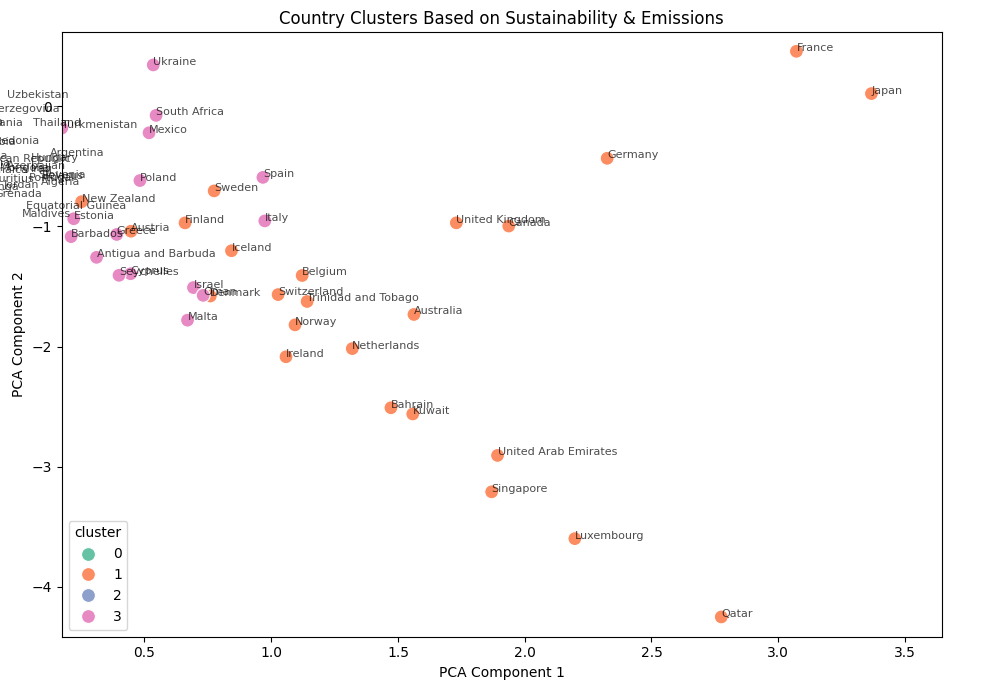 Country Clusters Based on Sustainability & Emissions
France
Ukraine
Japan
Uzbekistan
0
South Africa
Thailand
Mexico
Argentina
Germany
Hungary
Azerbaijan
Poland
Spain
Algeria
Jordan
Sweden
Grenada
New Zealand
Equatorial Guinea
Maldives
Estonia
Finland
Italy
United Kingdom
Canada
−1
Barbados
Greece
Austria
Iceland
Antigua and Barbuda
Seychelles
Cyprus
Belgium
Israel
Oman
Denmark
Switzerland
Trinidad and Tobago
Australia
Malta
Norway
−2
Ireland
Netherlands
Bahrain
Kuwait
−3
United Arab Emirates
Singapore
Luxembourg
−4
Qatar
cluster
0
1
2
3
0.5 1.0 1.5 2.0 2.5 3.0 3.5
PCA Component 1
PCA Component 2